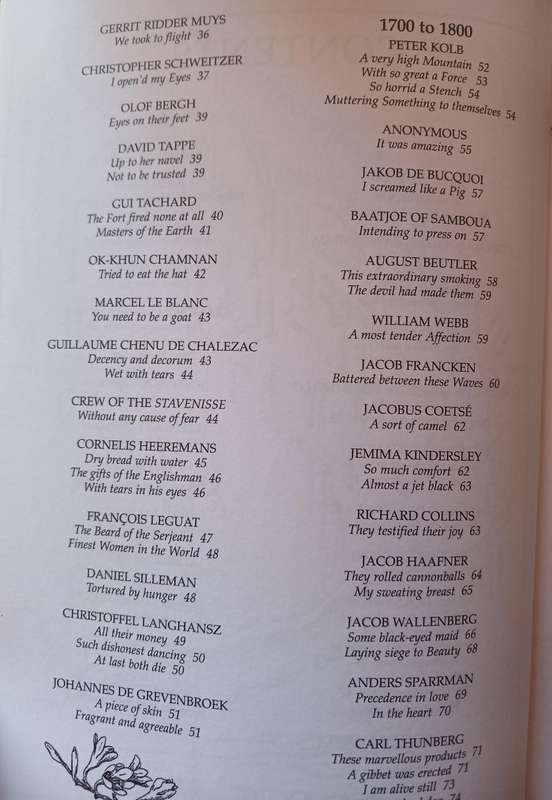 GERRIT RIDDER MUYS
We took to flight 36
CHRISTOPHER SCHWEITZER
I open'd my Eyes 37
OLOF BERGH
Eyes on their feet 39
DAVID TAPPE
Up to her navel 39
Not to be trusted 39
GUI TACHARD
The Fort fired none at all 40
Masters of the Earth 41
OK-KHUN CHAMNAN
Tried to eat the hat 42
MARCEL LE BLANC
You need to be a goat 43
GUILLAUME CHENU DE CHALEZAC
Decency and decorum 43
Wet with tears 44
CREW OF THE STAVENISSE
Without any cause of fear 44
CORNELIS HEEREMANS
Dry bread with water 45
The gifts of the Englishman 46
With tears in his eyes 46
FRANÇOIS LEGUAT
The Beard of the Serjeant 47
Finest Women in the World 48
DANIEL SILLEMAN
Tortured by hunger 48
CHRISTOFFEL LANGHANSZ
All their money 49
Such dishonest dancing 50
At last both die 50
JOHANNES DE GREVENBROEK
A piece of skin 51
Fragrant and agreeable 51
1700 to 1800
PETER KOLB
A very high Mountain 52
With so great a Force 53
So horrid a Stench 54
Muttering Something to themselves 54
ANONYMOUS
It was amazing 55
JAKOB DE BUCQUOI
I screamed like a Pig 57
BAATJOE OF SAMBOUA
Intending to press on 57
AUGUST BEUTLER
This extraordinary smoking 58
The devil had made them 59
WILLIAM WEBB
A most tender Affection 59
JACOB FRANCKEN
Battered between these Waves 60
JACOBUS COETSÉ
A sort of camel 62
JEMIMA KINDERSLEY
So much comfort 62
Almost a jet black 63
RICHARD COLLINS
They testified their joy 63
JACOB HAAFNER
They rolled cannonballs 64
My sweating breast 65
JACOB WALLENBERG
Some black-eyed maid 66
Laying siege to Beauty 68
ANDERS SPARRMAN
Precedence in love 69
In the heart 70
CARL THUNBERG
These marvellous products 71
A gibbet was erected 71
I am alive still 73
74